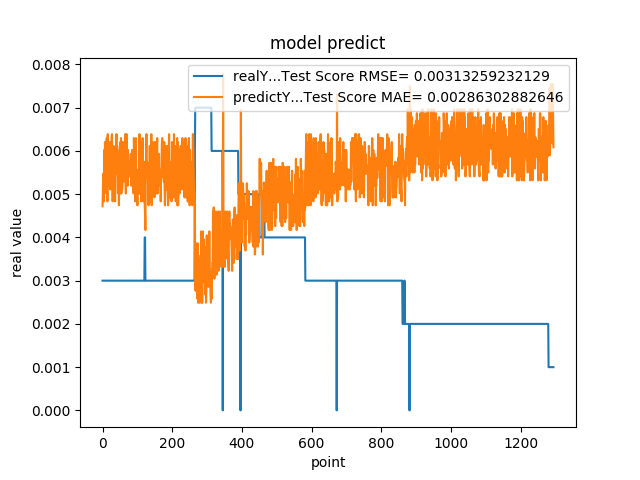 model predict
realY...Test Score RMSE= 0.00313259232129
predictY...Test Score MAE= 0.00286302882646
real value
0.008
0.007
0.006
0.005
0.004
0.003
0.002
0.001
0.000
0 200 400 600 800 1000 1200
point